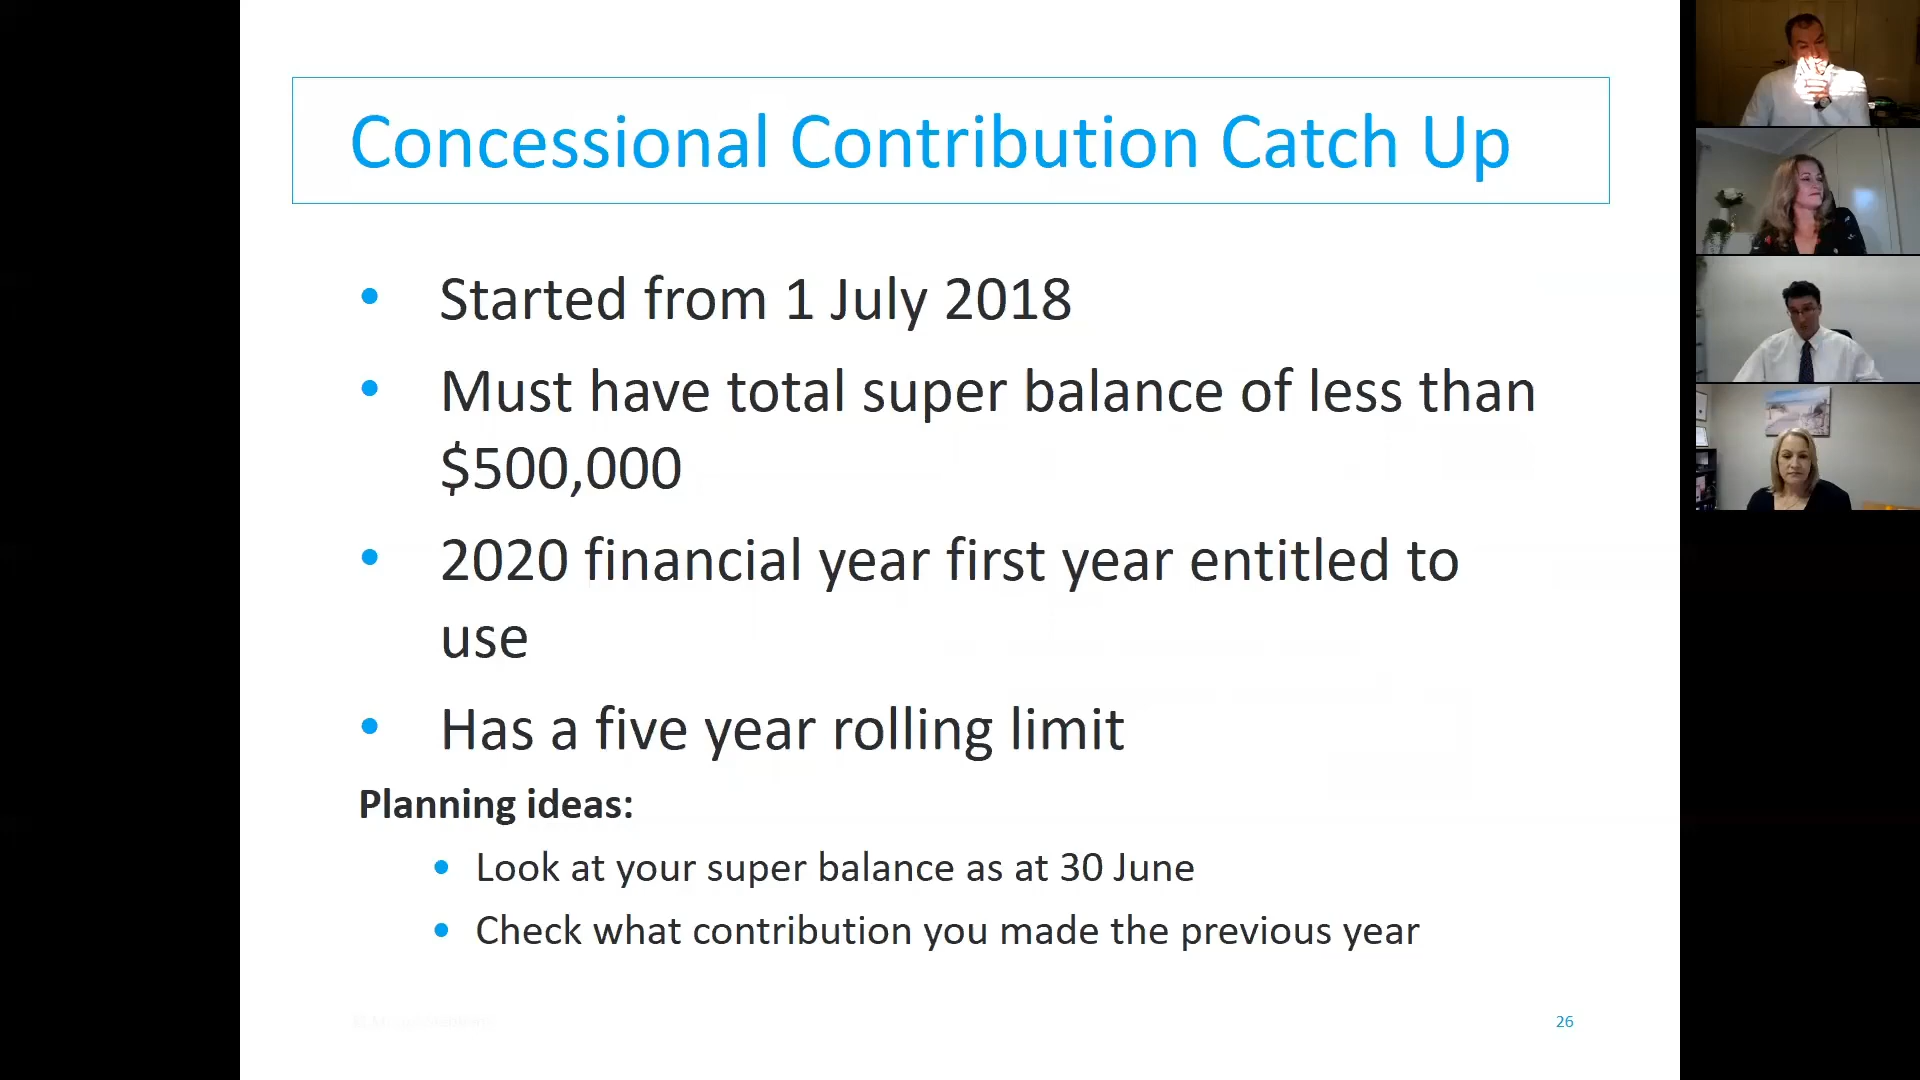 Concessional Contribution Catch Up
• Started from 1 July 2018
• Must have total super balance of less than
$500,000
• 2020 financial year first year entitled to
use
• Has a five year rolling limit
Planning ideas:
• Look at your super balance as at 30 June
• Check what contribution you made the previous year
26